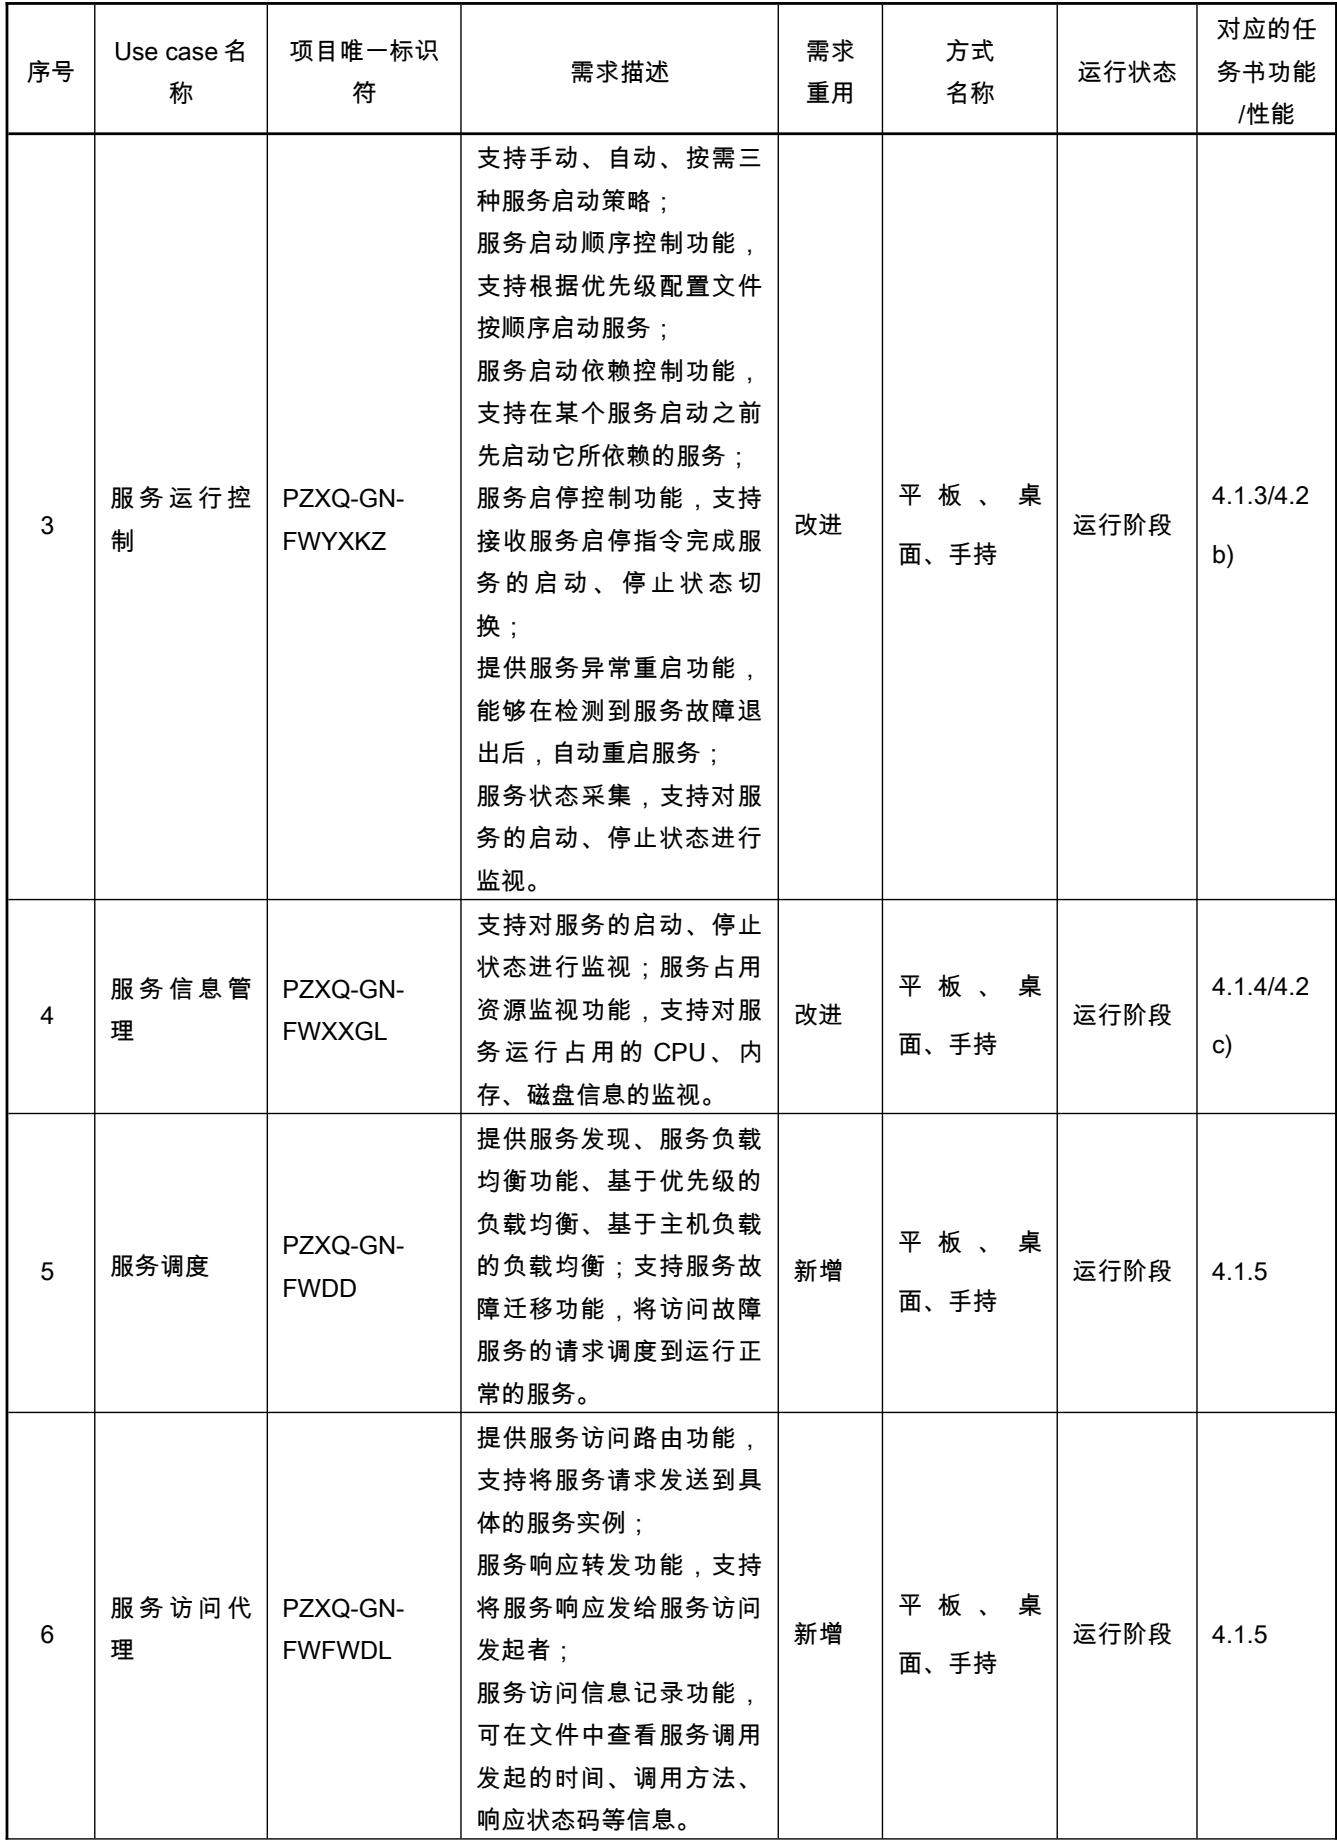 序号
Use case 名
称
项目唯一标识
符
需求描述
需求
重用
方式
名称
运行状态
对应的任
务书功能
/性能
3
服务运行控
制
PZXQ-GN-
FWYXKZ
支持手动、自动、按需三
种服务启动策略；
服务启动顺序控制功能，
支持根据优先级配置文件
按顺序启动服务；
服务启动依赖控制功能，
支持在某个服务启动之前
先启动它所依赖的服务；
服务启停控制功能，支持
接收服务启停指令完成服
务的启动、停止状态切
换；
提供服务异常重启功能，
能够在检测到服务故障退
出后，自动重启服务；
服务状态采集，支持对服
务的启动、停止状态进行
监视。
改进
平板、桌
面、手持
运行阶段
4.1.3/4.2
b)
4
服务信息管
理
PZXQ-GN-
FWXXGL
支持对服务的启动、停止
状态进行监视；服务占用
资源监视功能，支持对服
务运行占用的 CPU、内
存、磁盘信息的监视。
改进
平板、桌
面、手持
运行阶段
4.1.4/4.2
c)
5
服务调度
PZXQ-GN-
FWDD
提供服务发现、服务负载
均衡功能、基于优先级的
负载均衡、基于主机负载
的负载均衡；支持服务故
障迁移功能，将访问故障
服务的请求调度到运行正
常的服务。
新增
平板、桌
面、手持
运行阶段
4.1.5
6
服务访问代
理
PZXQ-GN-
FWFWDL
提供服务访问路由功能，
支持将服务请求发送到具
体的服务实例；
服务响应转发功能，支持
将服务响应发给服务访问
发起者；
服务访问信息记录功能，
可在文件中查看服务调用
发起的时间、调用方法、
响应状态码等信息。
新增
平板、桌
面、手持
运行阶段
4.1.5